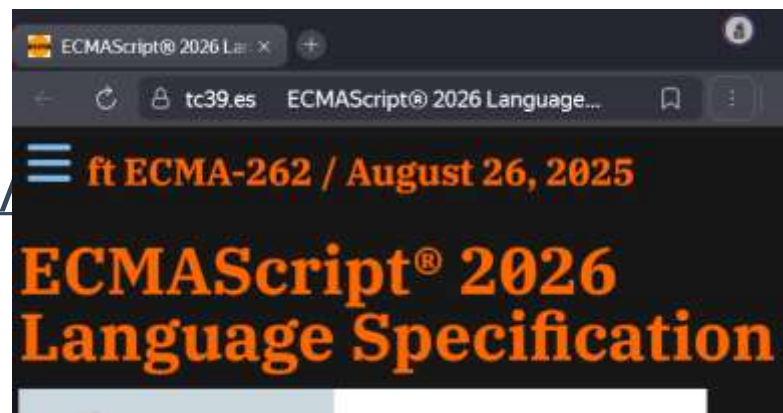 ECMAScript® 2026 La
tc39.es ECMAScript® 2026 Language...
ft ECMA-262 / August 26, 2025
ECMAScript® 2026
Language Specification